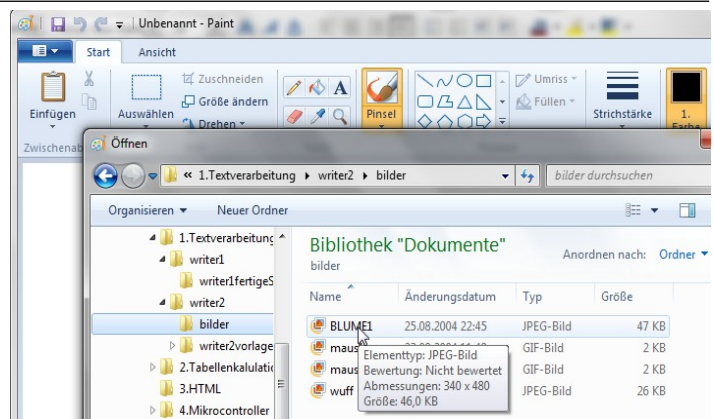 Unbenannt - Paint
Start Ansicht
Zuschneiden
Größe ändern
Drehen
Umriss
Füllen
Einfügen Auswählen Pinsel Strichstärke 1.
Farbe
Zwischenab
Öffnen
« 1.Textverarbeitung writer2 bilder bilder durchsuchen
Organisieren Neuer Ordner
1.Textverarbeitung
writer1
writer1fertigeS
writer2
bilder
writer2vorlage
2.Tabellenkalulatic
3.HTML
4.Mikrocontroller
Bibliothek "Dokumente"
bilder
Anordnen nach: Ordner
Name Änderungsdatum Typ Größe
BLUME1 25.08.2004 22:45 JPEG-Bild 47 KB
maus GIF-Bild 2 KB
maus GIF-Bild 2 KB
wuff JPEG-Bild 26 KB
Elementtyp: JPEG-Bild
Bewertung: Nicht bewertet
Abmessungen: 340 x 480
Größe: 46,0 KB